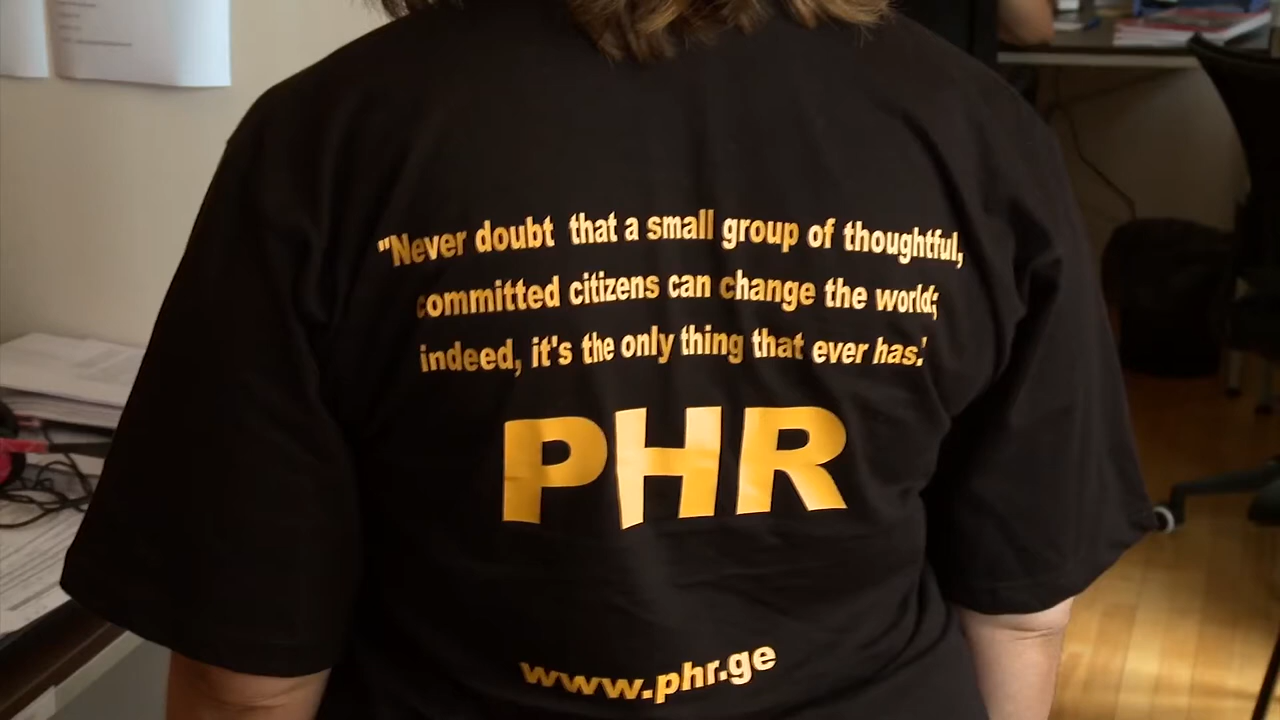 "Never doubt that a small group of thoughtful,
committed citizens can change the world;
indeed, it's the only thing that ever has.'
PHR
www.phr.ge